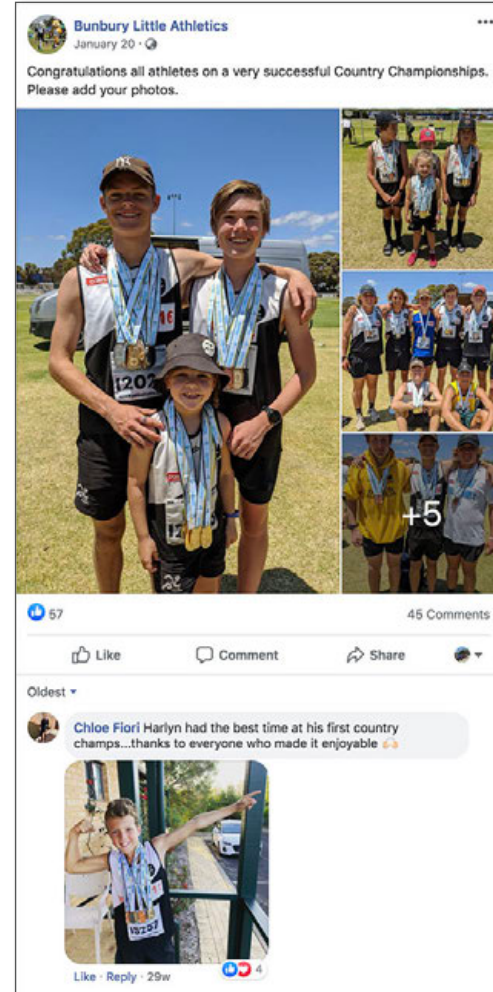 Bunbury Little Athletics
January 20
Congratulations all athletes on a very successful Country Championships.
Please add your photos.
16
1202
+5
57
45 Comments
Like
Comment
Share
Oldest
Chloe Fiori Harlyn had the best time at his first country
champs...thanks to everyone who made it enjoyable 🙌🏻
18257
Like · Reply · 29w
4